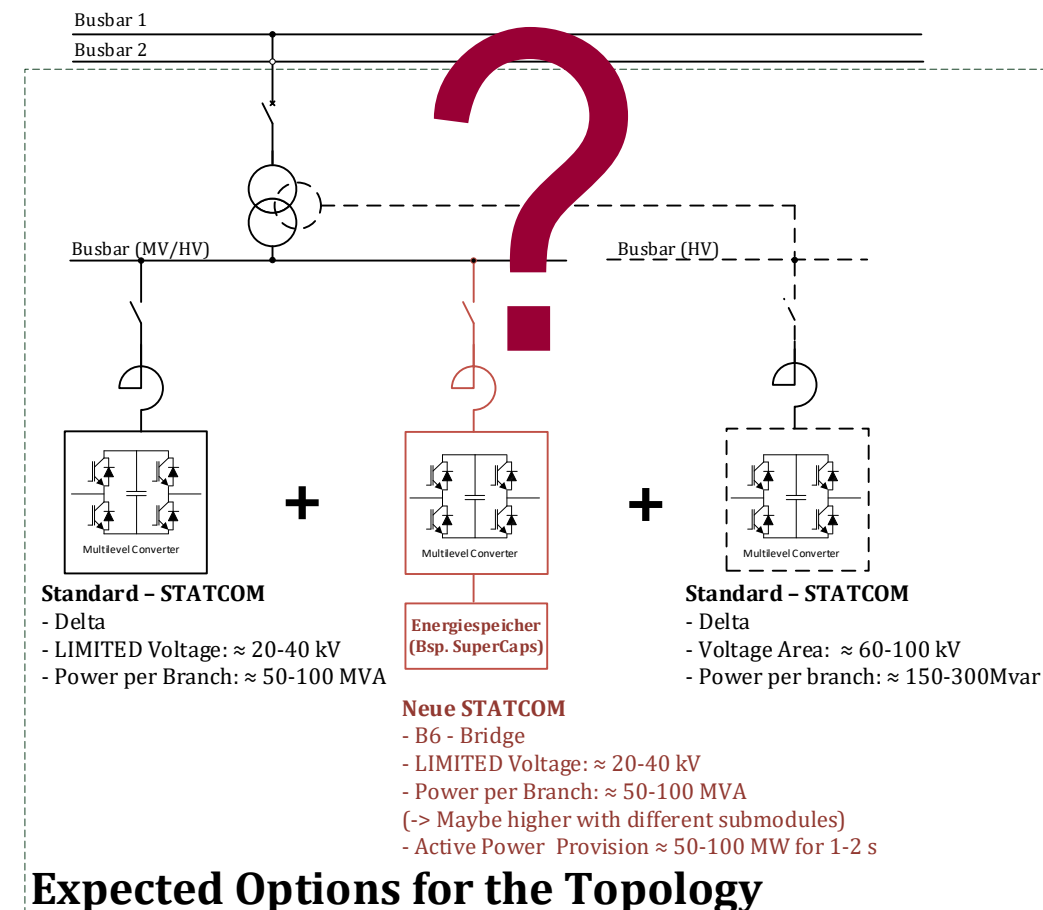 Busbar 1
Busbar 2
?
Busbar (MV/HV)
Busbar (HV)
Multilevel Converter
+
Multilevel Converter
+
Multilevel Converter
Standard – STATCOM
- Delta
- LIMITED Voltage: ≈ 20-40 kV
- Power per Branch: ≈ 50-100 MVA
Energiespeicher
(Bsp. SuperCaps)
Standard – STATCOM
- Delta
- Voltage Area: ≈ 60-100 kV
- Power per branch: ≈ 150-300Mvar
Neue STATCOM
- B6 - Bridge
- LIMITED Voltage: ≈ 20-40 kV
- Power per Branch: ≈ 50-100 MVA
(-> Maybe higher with different submodules)
- Active Power Provision ≈ 50-100 MW for 1-2 s
Expected Options for the Topology